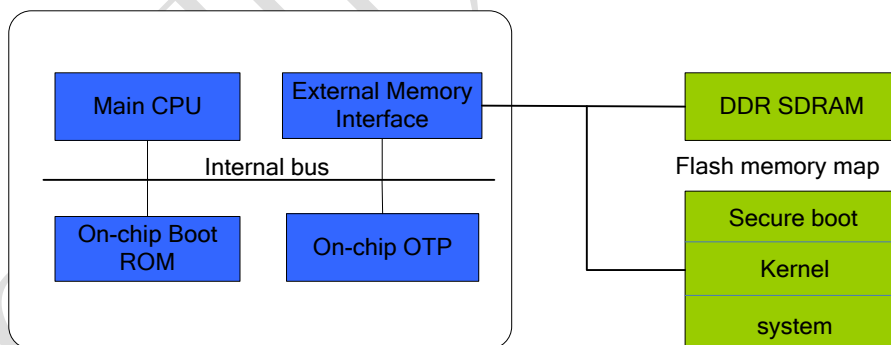 Main CPU
External Memory
Interface
DDR SDRAM
Internal bus
Flash memory map
On-chip Boot
ROM
On-chip OTP
Secure boot
Kernel
system